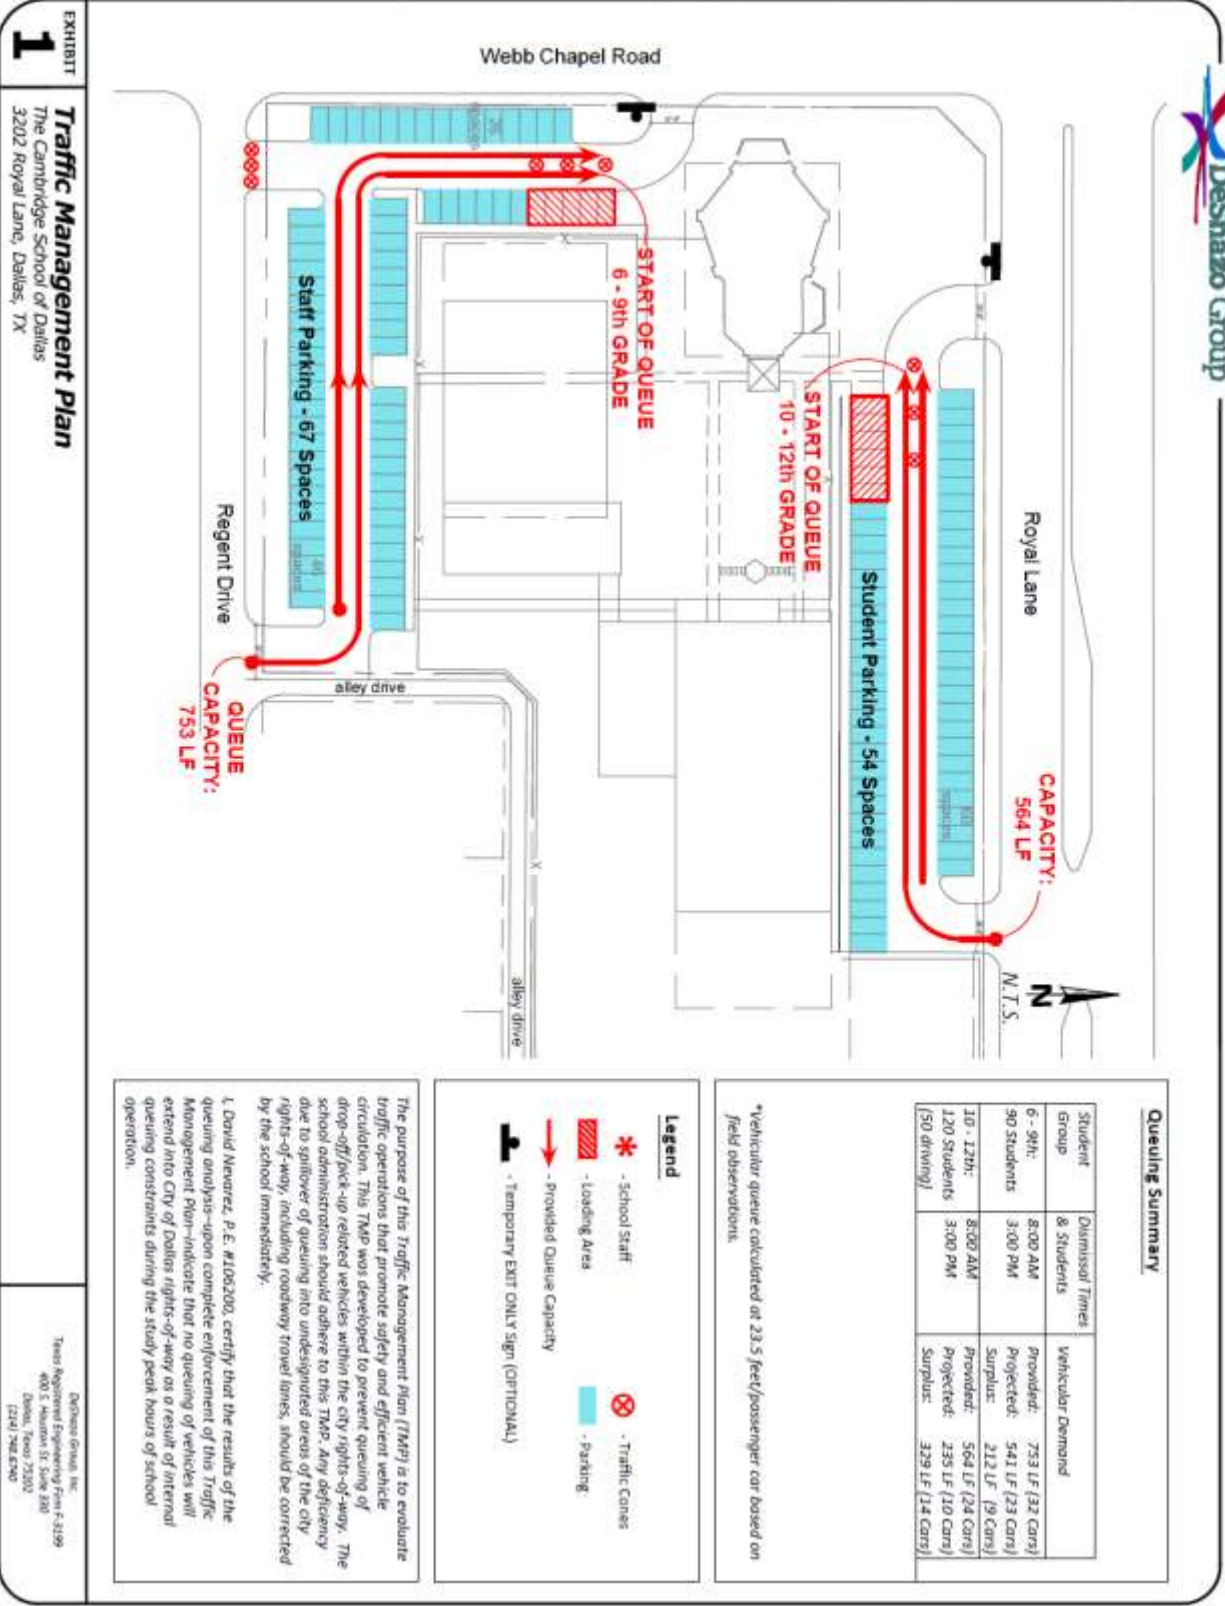 DeShazo Group
Webb Chapel Road
Royal Lane
CAPACITY:
564 LF
N
N.T.S.
START OF QUEUE
10 - 12th GRADE
Student Parking - 54 Spaces
START OF QUEUE
6 - 9th GRADE
Staff Parking - 67 Spaces
alley drive
alley drive
Regent Drive
QUEUE
CAPACITY:
753 LF
Queuing Summary
Student Group
Dismissal Times & Students
Vehicular Demand
6 - 9th:
90 Students
8:00 AM
3:00 PM
Provided: 753 LF (32 Cars)
Projected: 541 LF (23 Cars)
Surplus: 212 LF (9 Cars)
10 - 12th:
120 Students
(50 driving)
8:00 AM
3:00 PM
Provided: 564 LF (24 Cars)
Projected: 235 LF (10 Cars)
Surplus: 329 LF (14 Cars)
*Vehicular queue calculated at 23.5 feet/passenger car based on
field observations.
Legend
- School Staff
- Traffic Cones
- Loading Area
- Parking
- Provided Queue Capacity
- Temporary EXIT ONLY Sign (OPTIONAL)
The purpose of this Traffic Management Plan (TMP) is to evaluate
traffic operations that promote safety and efficient vehicle
circulation. This TMP was developed to prevent queuing of
drop-off/pick-up related vehicles within the city rights-of-way. The
school administration should adhere to this TMP. Any deficiency
due to spillover of queuing into undesignated areas of the city
rights-of-way, including roadway travel lanes, should be corrected
by the school immediately.
I, David Nevarez, P.E. #106200, certify that the results of the
queuing analysis—upon complete enforcement of this Traffic
Management Plan—indicate that no queuing of vehicles will
extend into City of Dallas rights-of-way as a result of internal
queuing constraints during the study peak hours of school
operation.
EXHIBIT
1
Traffic Management Plan
The Cambridge School of Dallas
3202 Royal Lane, Dallas, TX
DeShazo Group, Inc.
Texas Registered Engineering Firm F-3199
400 S. Houston St. Suite 330
Dallas, Texas 75202
(214) 748.6740